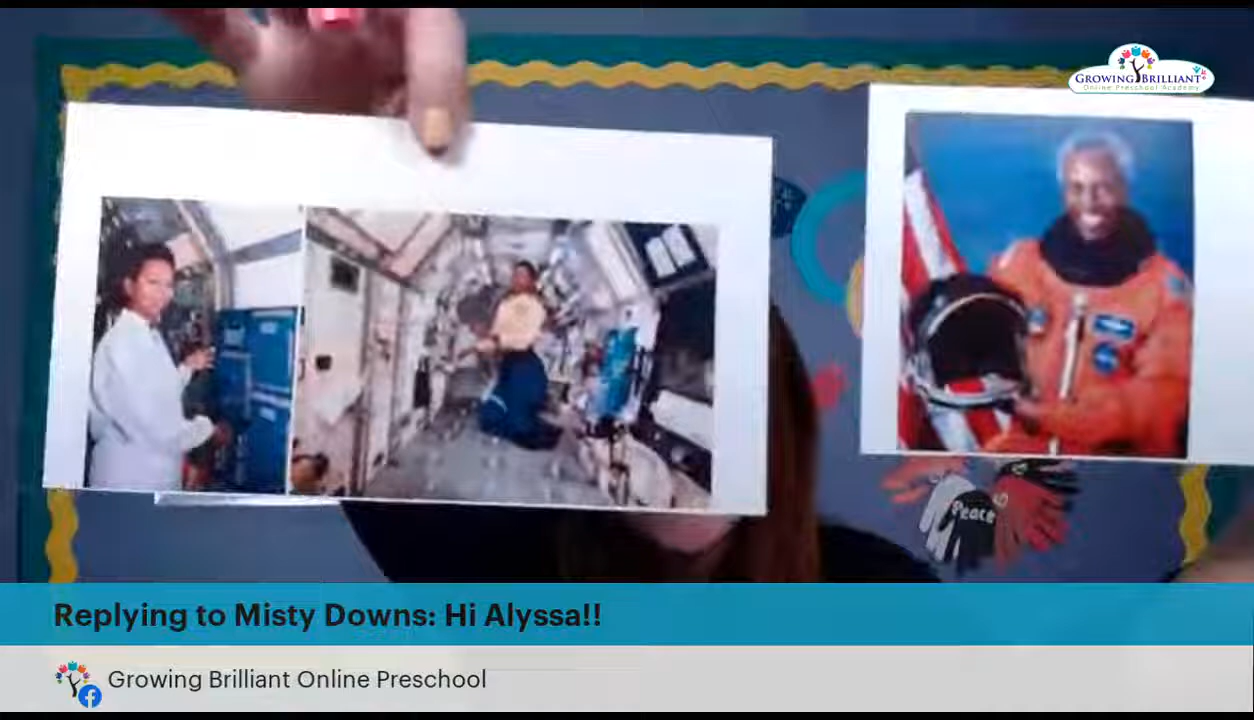 GROWING BRILLIANT
Online Preschool Academy
Peace
Replying to Misty Downs: Hi Alyssa!!
Growing Brilliant Online Preschool